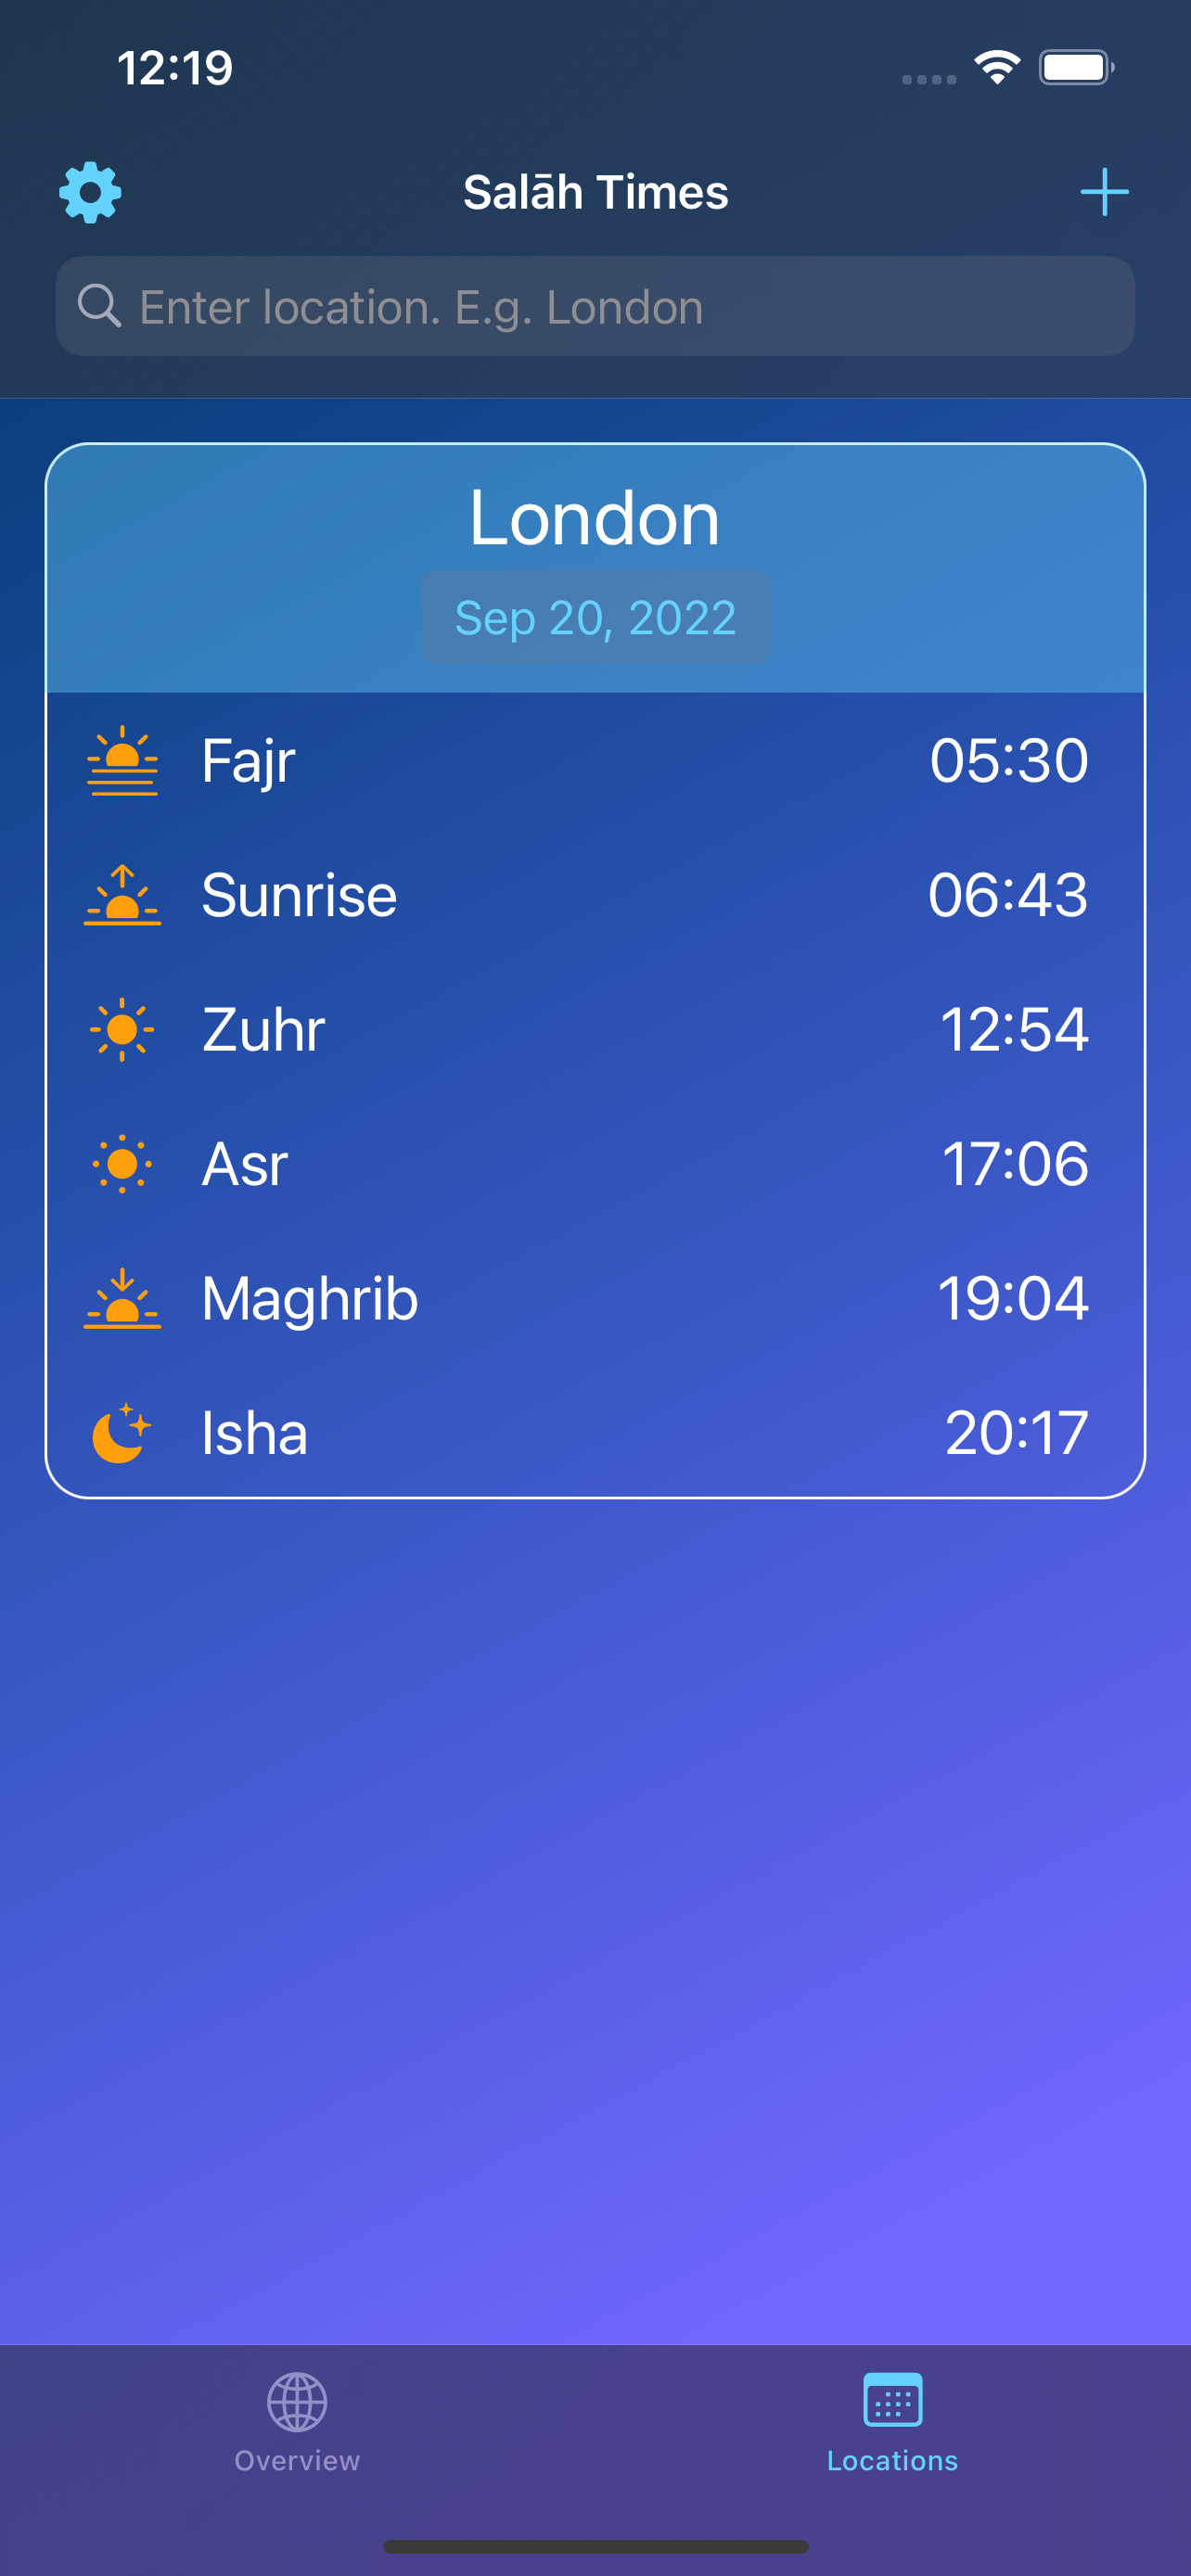 12:19
Salāh Times
Enter location. E.g. London
London
Sep 20, 2022
Fajr 05:30
Sunrise 06:43
Zuhr 12:54
Asr 17:06
Maghrib 19:04
Isha 20:17
Overview Locations